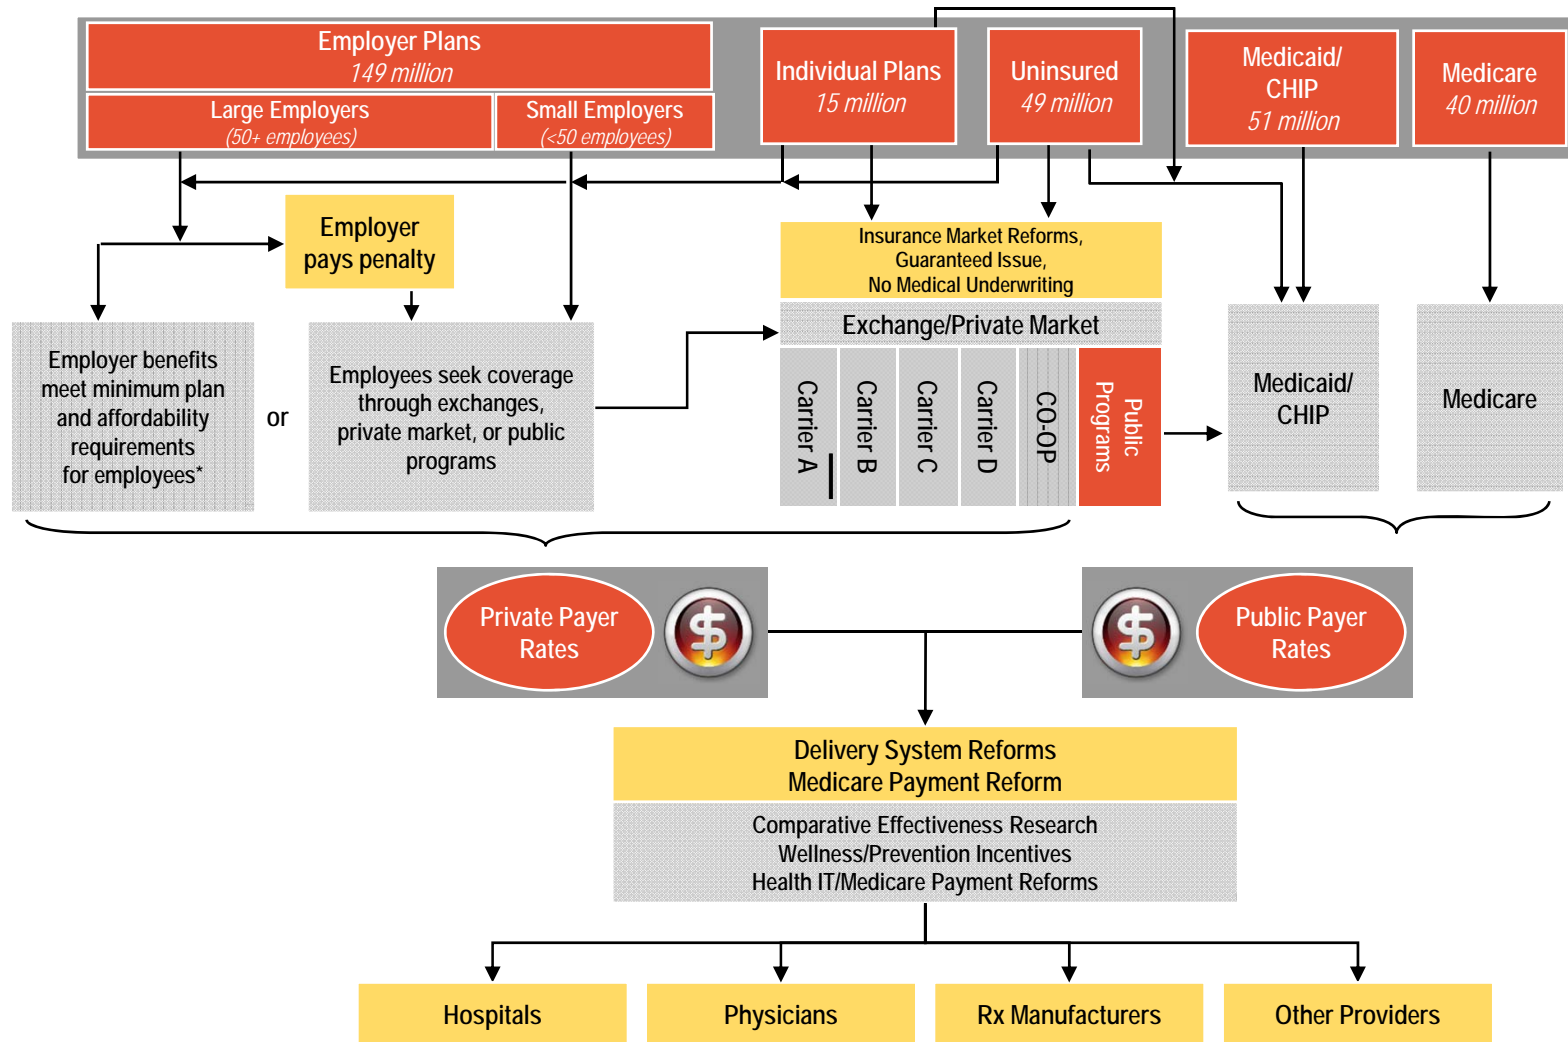 Employer Plans
149 million
Large Employers
(50+ employees)
Small Employers
(<50 employees)
Individual Plans
15 million
Uninsured
49 million
Medicaid/
CHIP
51 million
Medicare
40 million
Employer
pays penalty
Insurance Market Reforms,
Guaranteed Issue,
No Medical Underwriting
Exchange/Private Market
Employer benefits
meet minimum plan
and affordability
requirements
for employees*
or
Employees seek coverage
through exchanges,
private market, or public
programs
Carrier A
Carrier B
Carrier C
Carrier D
CO-OP
Public
Programs
Medicaid/
CHIP
Medicare
Private Payer
Rates
$
$
Public Payer
Rates
Delivery System Reforms
Medicare Payment Reform
Comparative Effectiveness Research
Wellness/Prevention Incentives
Health IT/Medicare Payment Reforms
Hospitals
Physicians
Rx Manufacturers
Other Providers